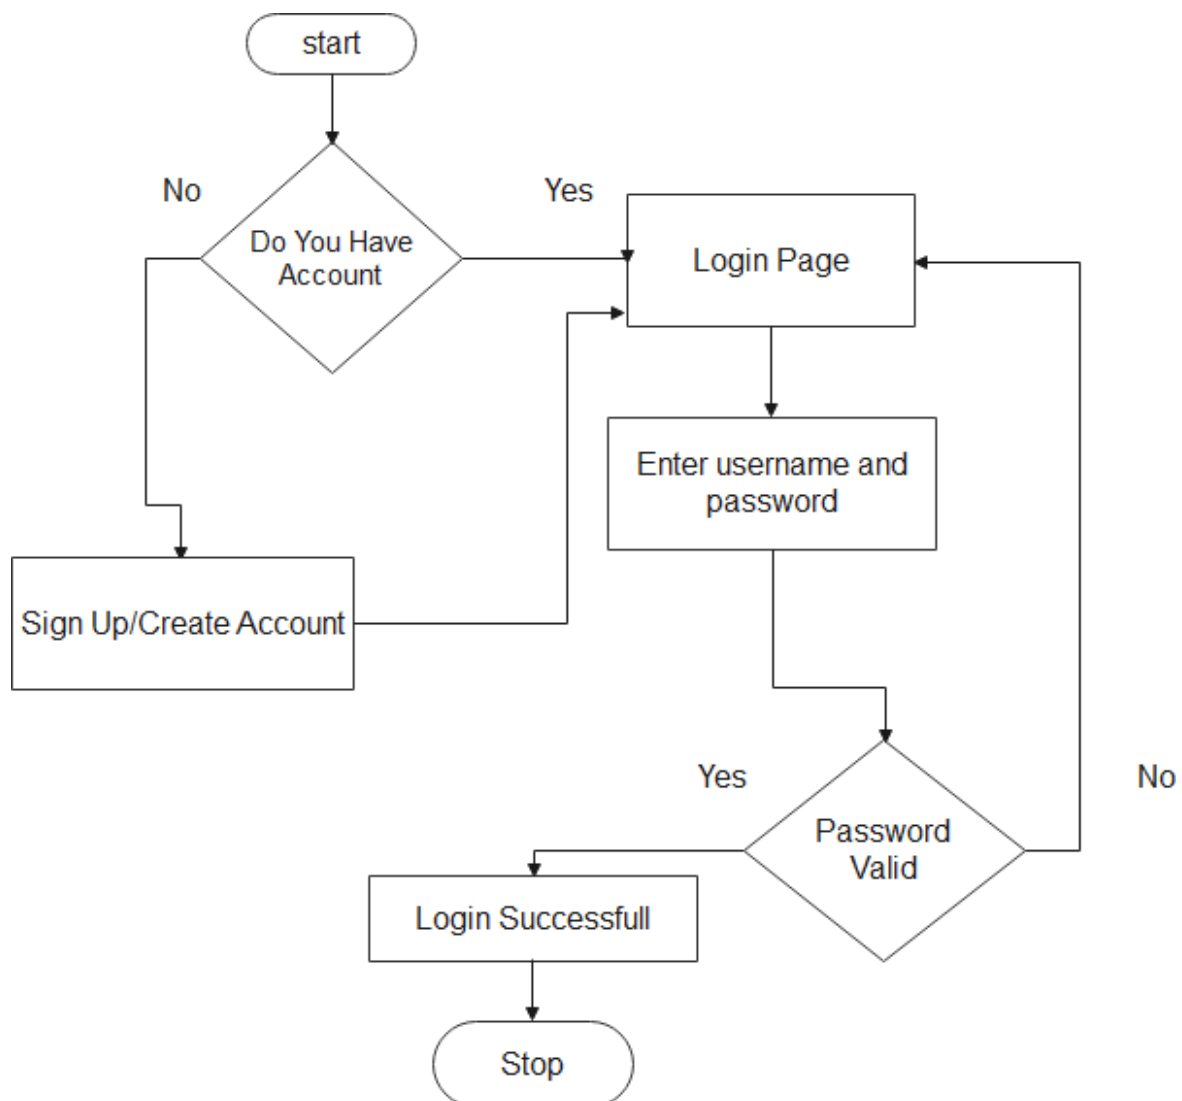 start
No
Yes
Do You Have
Account
Login Page
Enter username and
password
Sign Up/Create Account
Yes
No
Password
Valid
Login Successfull
Stop